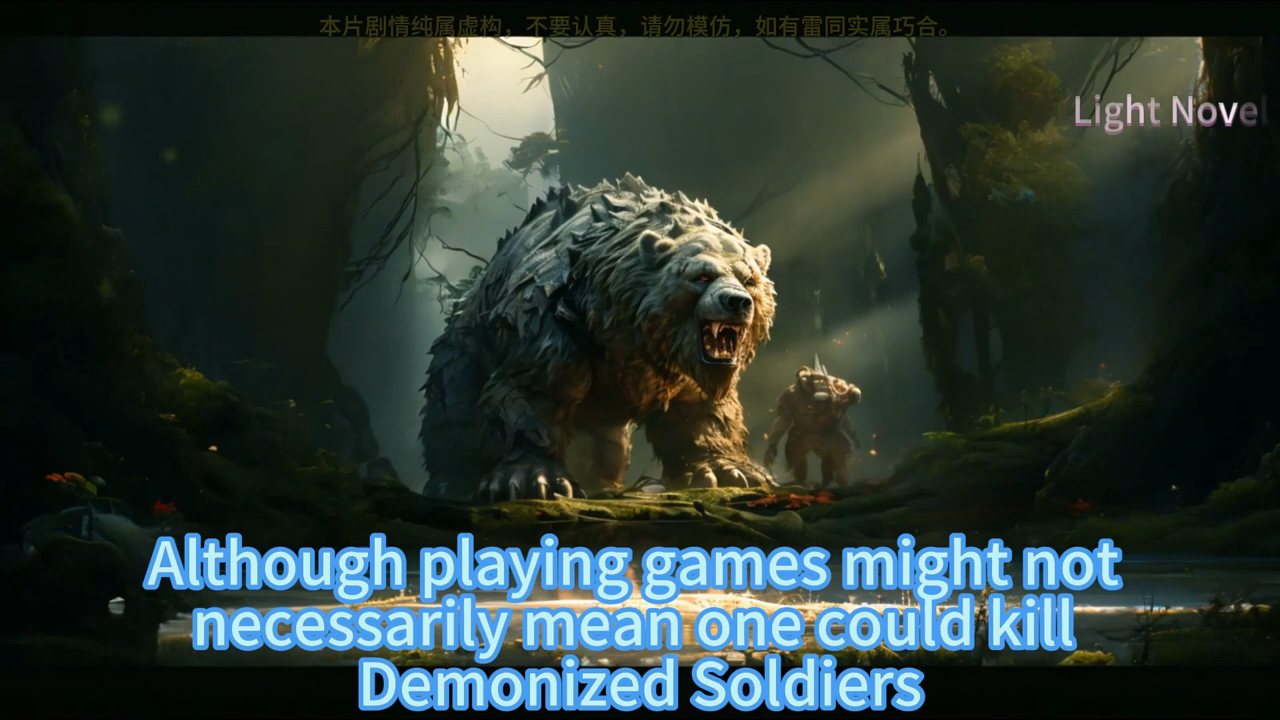 本片剧情纯属虚构，不要认真，请勿模仿，如有雷同实属巧合。
Light Novel
Although playing games might not
necessarily mean one could kill
Demonized Soldiers